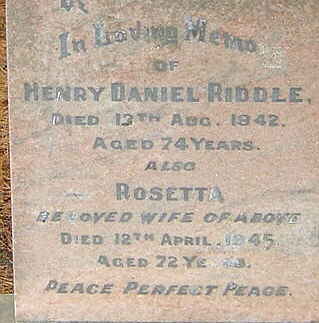 In Loving Memo
OF
HENRY DANIEL RIDDLE,
DIED 13TH AUG. 1942.
AGED 74 YEARS.
ALSO
ROSETTA
BELOVED WIFE OF ABOVE
DIED 12TH APRIL 1945
AGED 72 YEARS.
PEACE PERFECT PEACE.